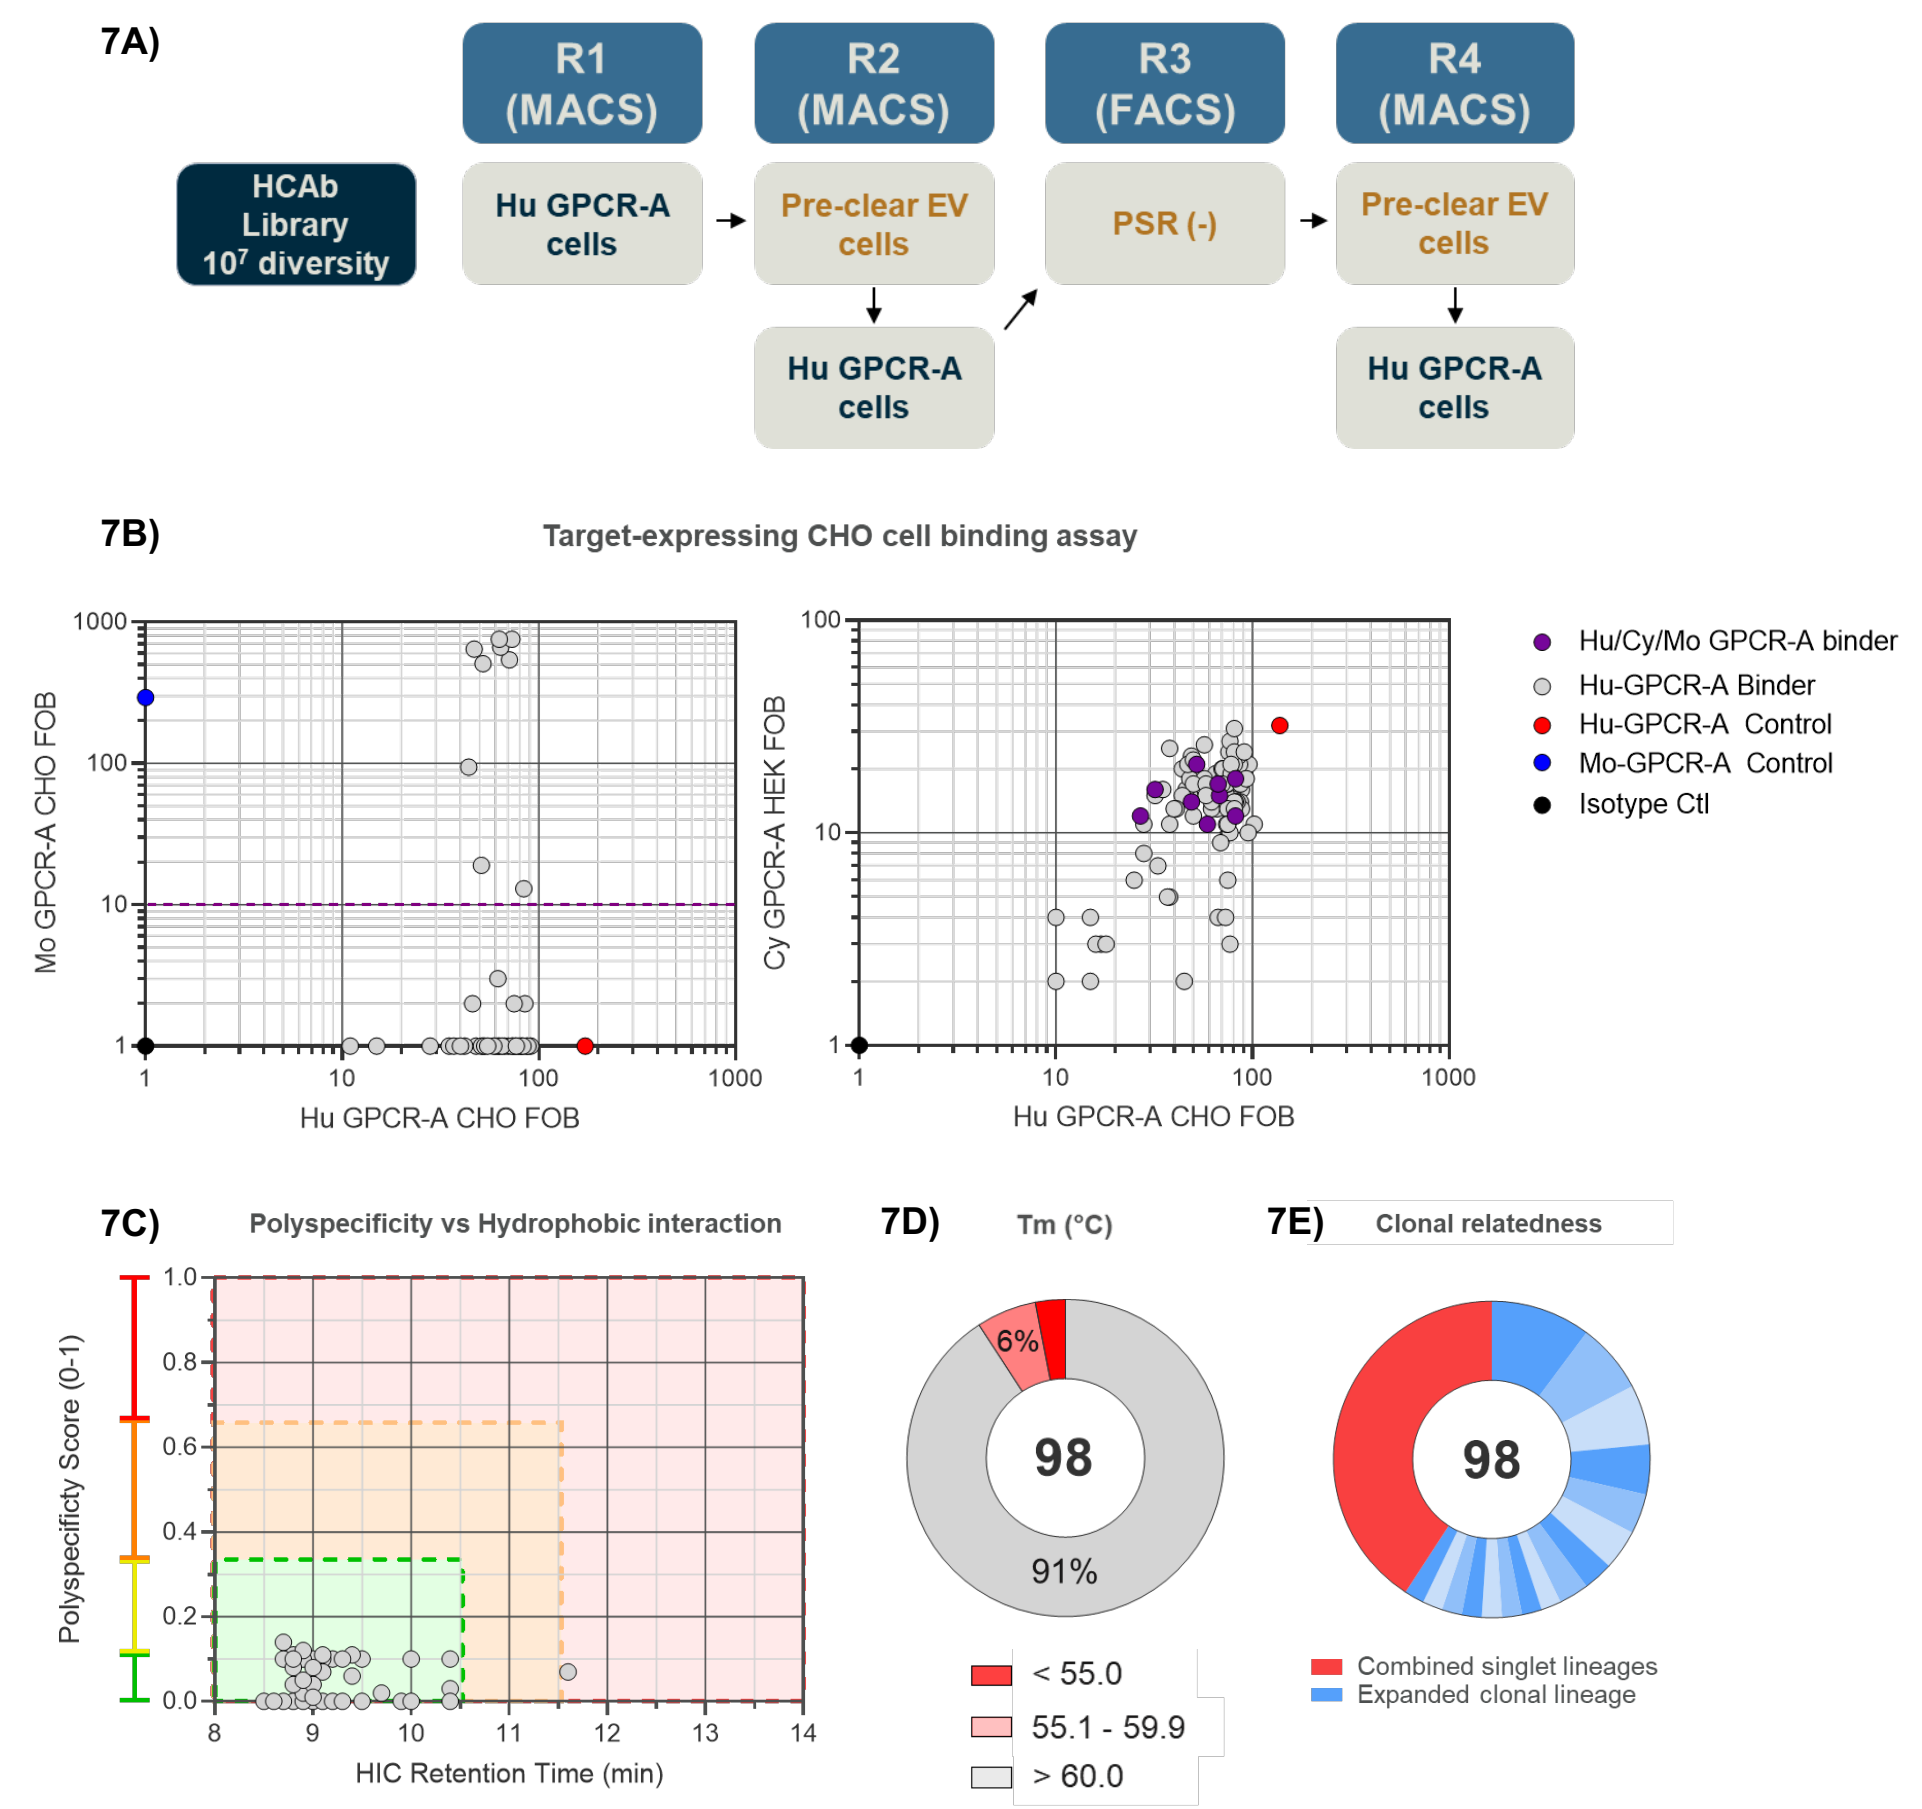 7A)
R1
(MACS)
R2
(MACS)
R3
(FACS)
R4
(MACS)
HCAb
Library
10⁷ diversity
Hu GPCR-A
cells
Pre-clear EV
cells
PSR (-)
Pre-clear EV
cells
Hu GPCR-A
cells
Hu GPCR-A
cells
7B)
Target-expressing CHO cell binding assay
Mo GPCR-A CHO FOB
1000
100
10
1
1
10
100
1000
Hu GPCR-A CHO FOB
Cy GPCR-A HEK FOB
100
10
1
1
10
100
1000
Hu GPCR-A CHO FOB
Hu/Cy/Mo GPCR-A binder
Hu-GPCR-A Binder
Hu-GPCR-A Control
Mo-GPCR-A Control
Isotype Ctl
7C)
Polyspecificity vs Hydrophobic interaction
Polyspecificty Score (0-1)
1.0
0.8
0.6
0.4
0.2
0.0
8
9
10
11
12
13
14
HIC Retention Time (min)
7D)
Tm (°C)
6%
98
91%
< 55.0
55.1 - 59.9
> 60.0
7E)
Clonal relatedness
98
Combined singlet lineages
Expanded clonal lineage